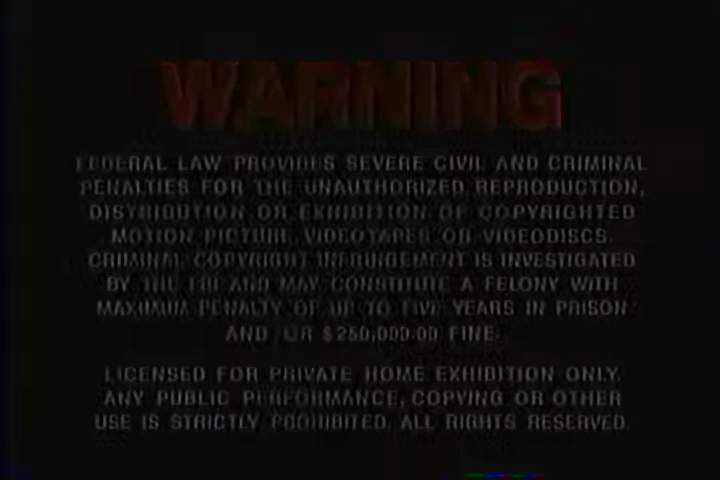 WARNING
FEDERAL LAW PROVIDES SEVERE CIVIL AND CRIMINAL
PENALTIES FOR THE UNAUTHORIZED REPRODUCTION,
DISTRIBUTION OR EXHIBITION OF COPYRIGHTED
MOTION PICTURE, VIDEOTAPES OR VIDEODISCS.
CRIMINAL COPYRIGHT INFRINGEMENT IS INVESTIGATED
BY THE FBI AND MAY CONSTITUTE A FELONY WITH
MAXIMUM PENALTY OF UP TO FIVE YEARS IN PRISON
AND / OR $250,000.00 FINE.
LICENSED FOR PRIVATE HOME EXHIBITION ONLY.
ANY PUBLIC PERFORMANCE, COPYING OR OTHER
USE IS STRICTLY PROHIBITED. ALL RIGHTS RESERVED.